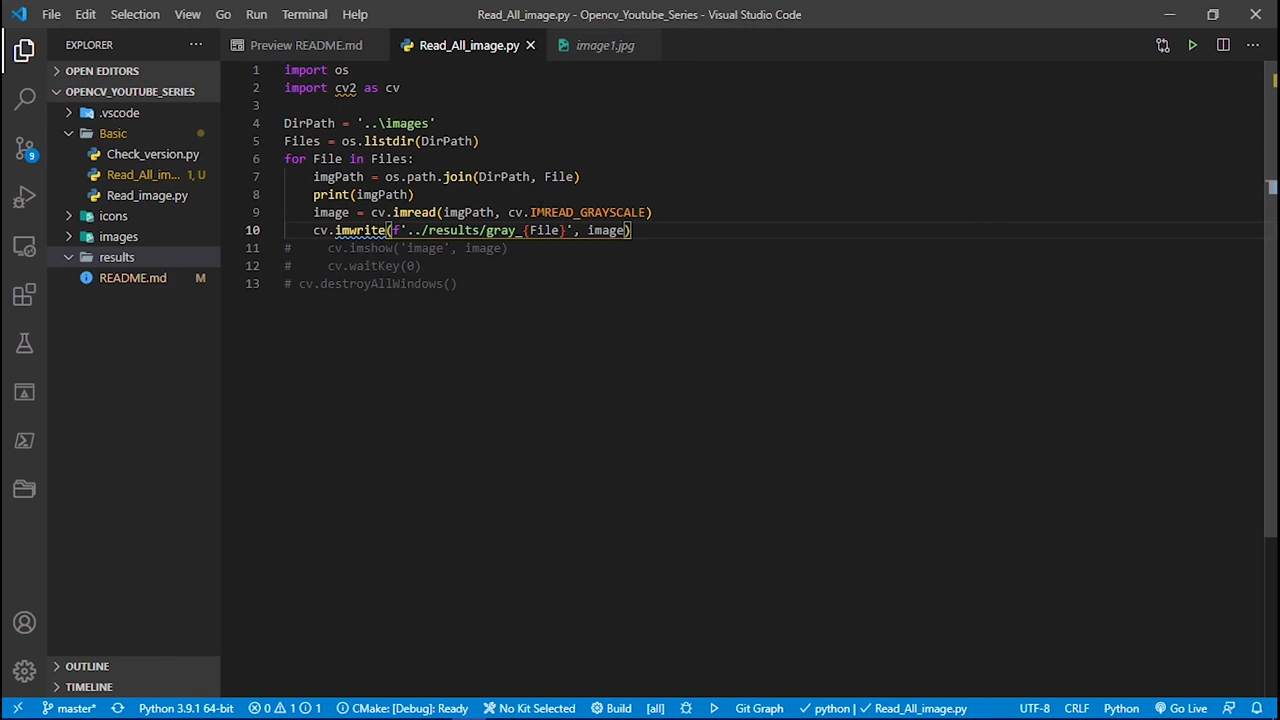 File Edit Selection View Go Run Terminal Help
Read_All_image.py - Opencv_Youtube_Series - Visual Studio Code
EXPLORER
Preview README.md
Read_All_image.py
image1.jpg
OPEN EDITORS
OPENCV_YOUTUBE_SERIES
.vscode
Basic
Check_version.py
Read_All_im... 1, U
Read_image.py
icons
images
results
README.md M
OUTLINE
TIMELINE
9
1 import os
2 import cv2 as cv
3
4 DirPath = '..\images'
5 Files = os.listdir(DirPath)
6 for File in Files:
7 imgPath = os.path.join(DirPath, File)
8 print(imgPath)
9 image = cv.imread(imgPath, cv.IMREAD_GRAYSCALE)
10 cv.imwrite(f'../results/gray_{File}', image)
11 # cv.imshow('image', image)
12 # cv.waitKey(0)
13 # cv.destroyAllWindows()
master* Python 3.9.1 64-bit 0 1 1 CMake: [Debug]: Ready No Kit Selected Build [all] Git Graph python | Read_All_image.py UTF-8 CRLF Python Go Live